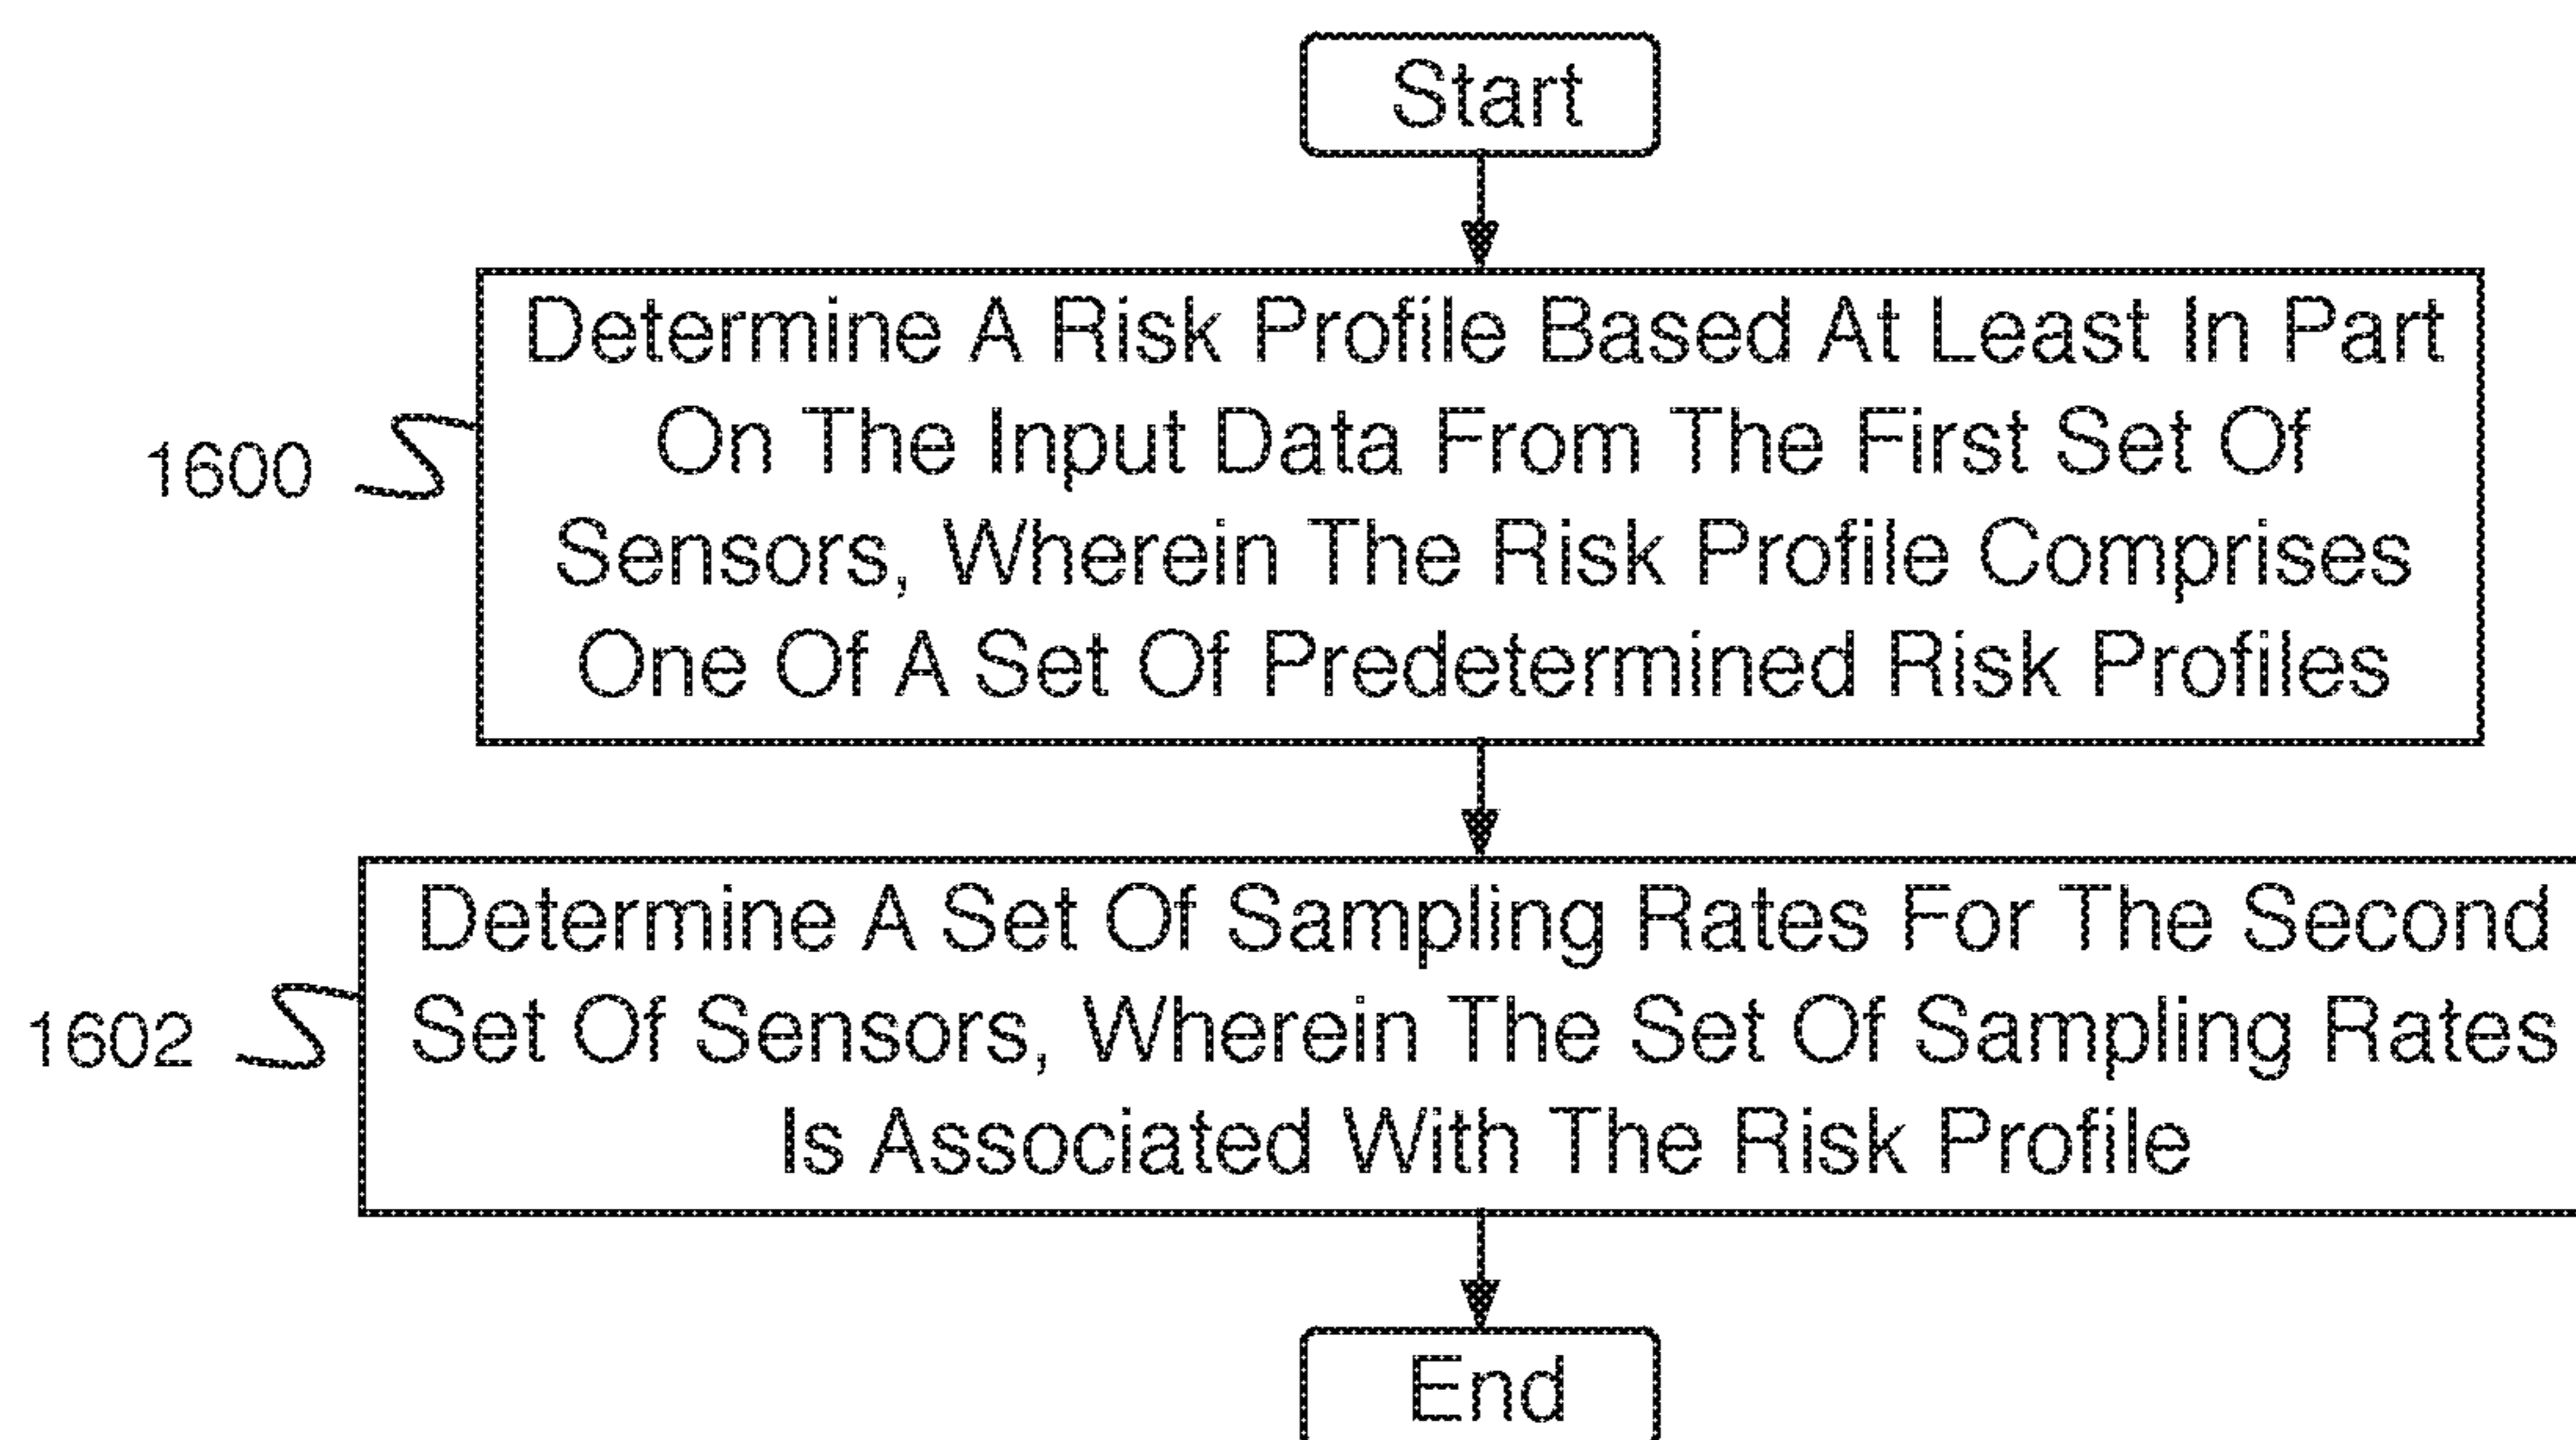 Start
Determine A Risk Profile Based At Least In Part
On The Input Data From The First Set Of
1600
Sensors, Wherein The Risk Profile Comprises
One Of A Set Of Predetermined Risk Profiles
Determine A Set Of Sampling Rates For The Second
Set Of Sensors, Wherein The Set Of Sampling Rates
1602
Is Associated With The Risk Profile
End